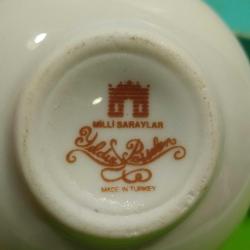 MİLLİ SARAYLAR
Yıldız Porselen
MADE IN TURKEY